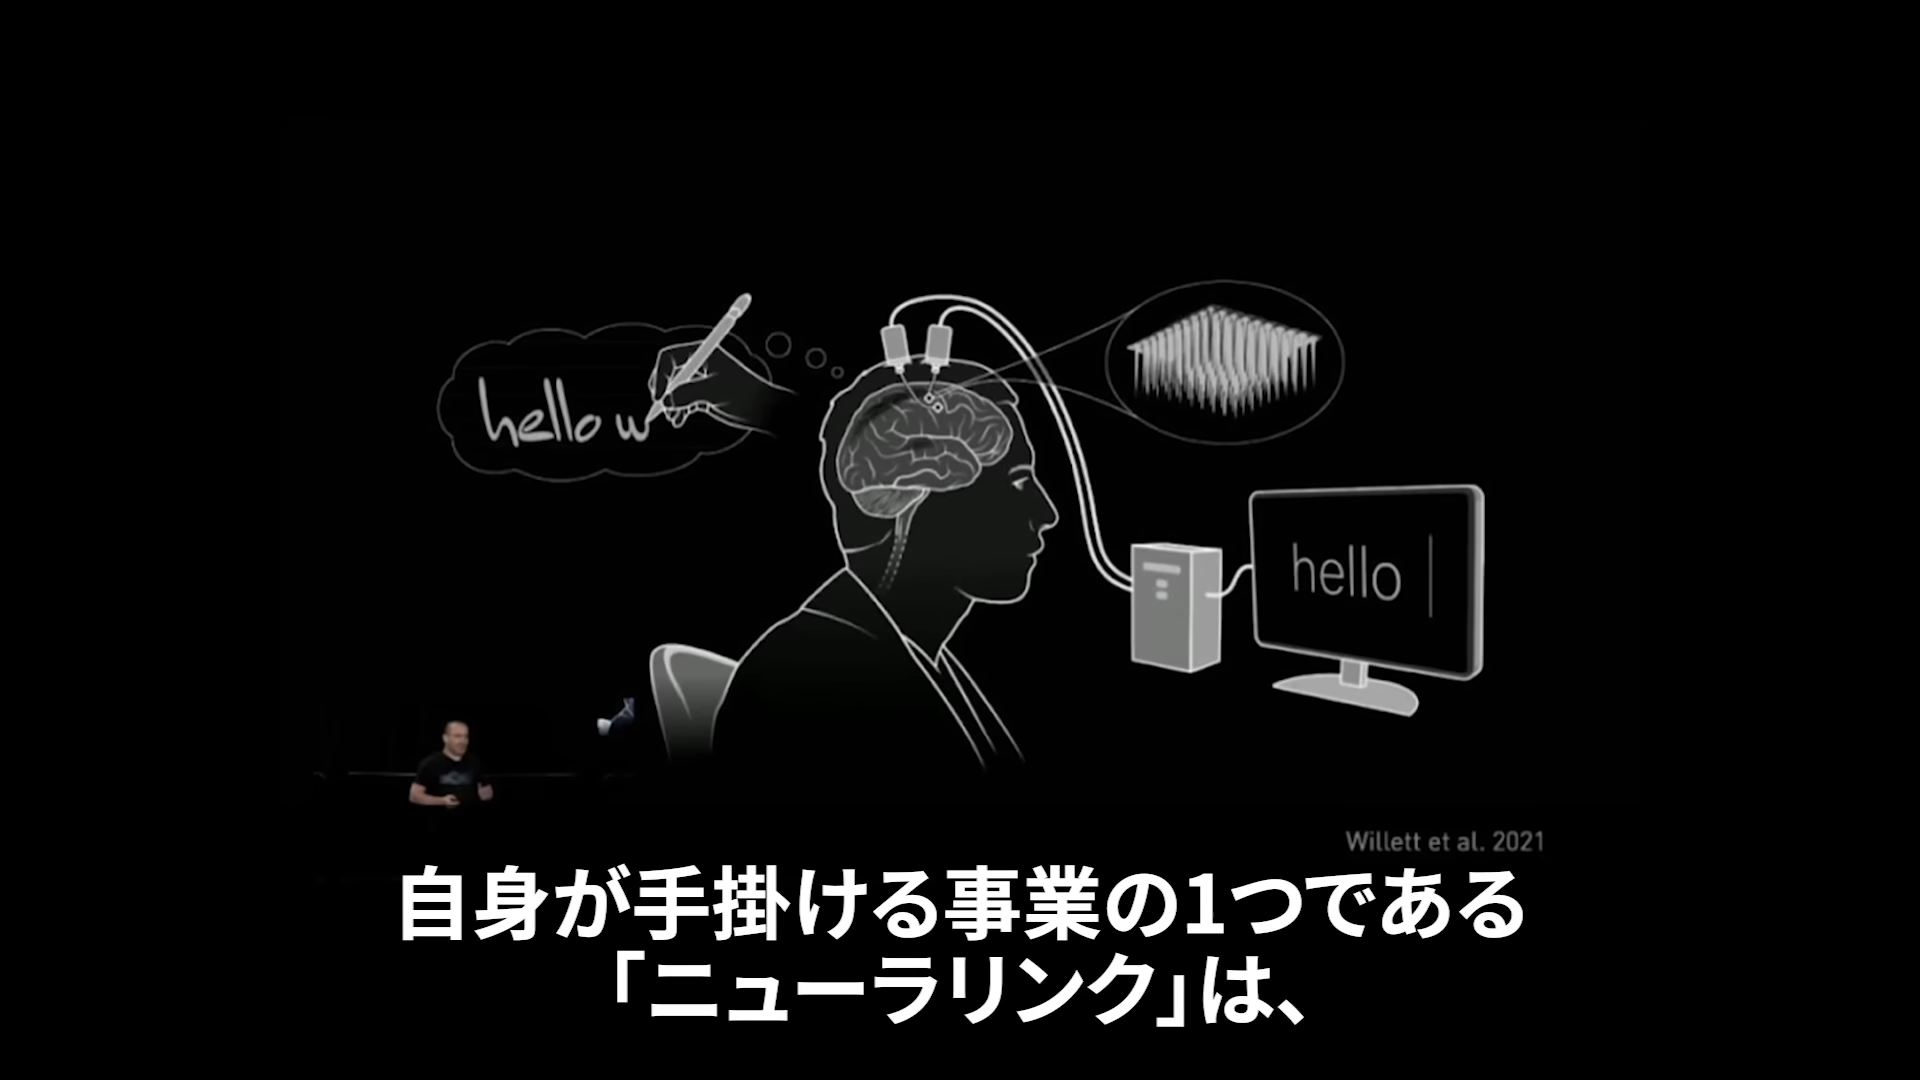 hello w
hello
Willett et al. 2021
自身が手掛ける事業の1つである
「ニューラリンク」は、